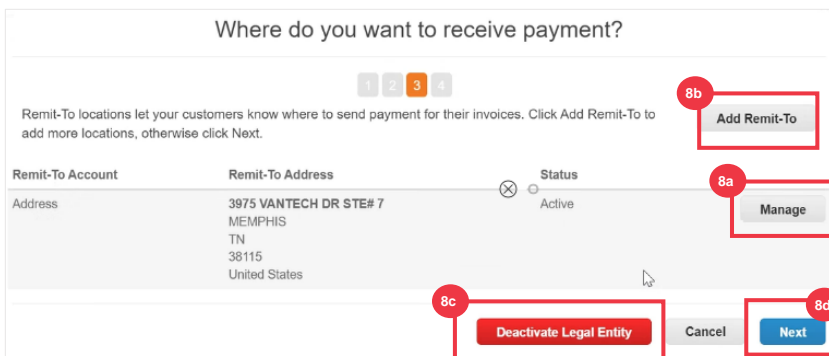 Where do you want to receive payment?
1 2 3 4
8b
Remit-To locations let your customers know where to send payment for their invoices. Click Add Remit-To to
add more locations, otherwise click Next.
Add Remit-To
Remit-To Account Remit-To Address Status
8a
Address 3975 VANTECH DR STE# 7 Active
Manage
MEMPHIS
TN
38115
United States
8c
8d
Deactivate Legal Entity Cancel Next